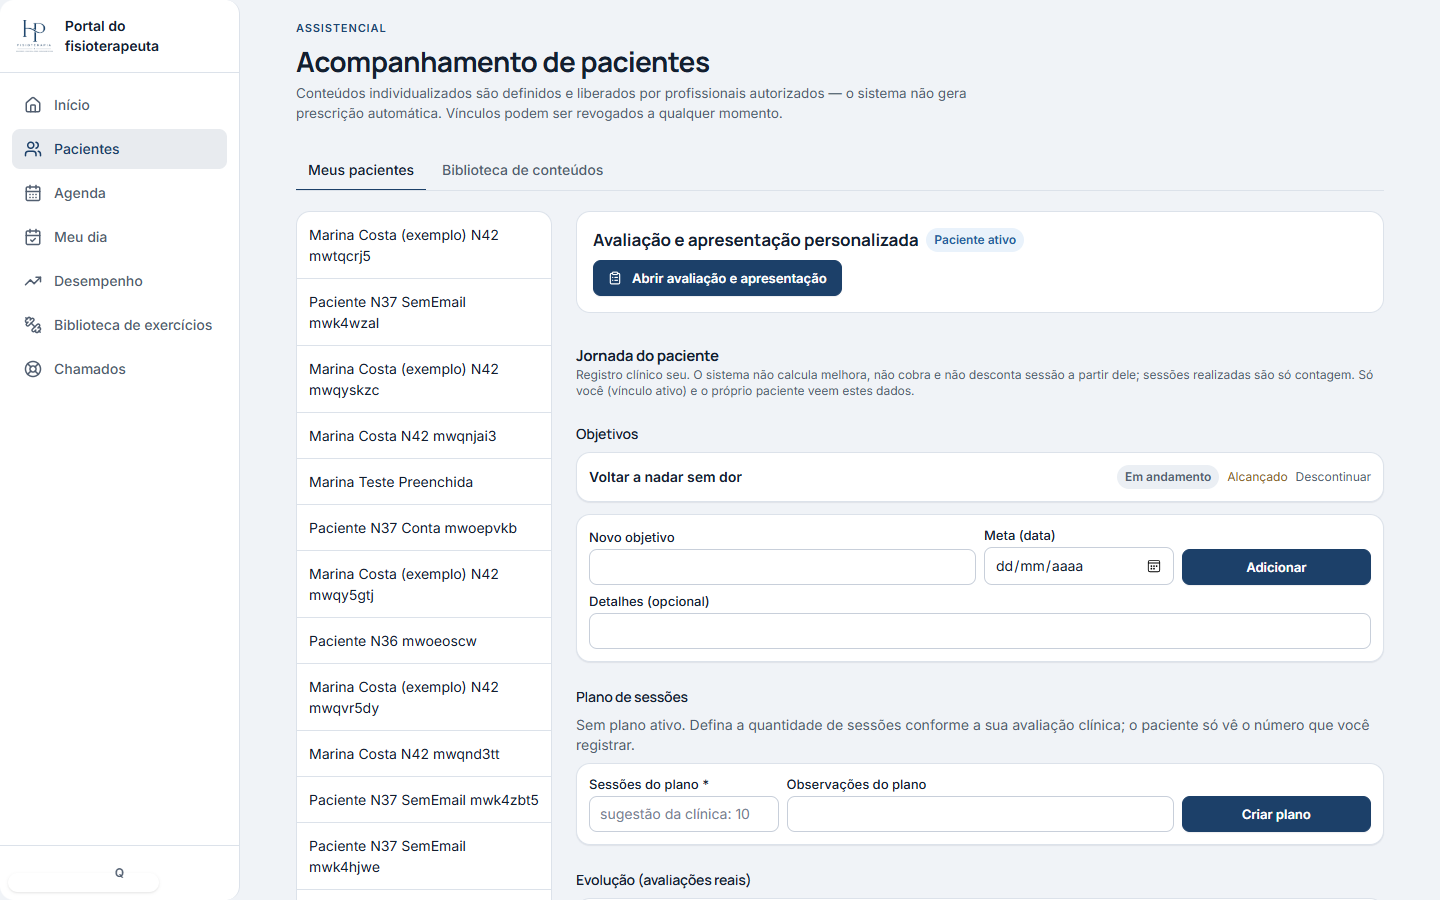 hp
FISIOTERAPIA
Portal do
fisioterapeuta
Início
Pacientes
Agenda
Meu dia
Desempenho
Biblioteca de exercícios
Chamados
Q
ASSISTENCIAL
Acompanhamento de pacientes
Conteúdos individualizados são definidos e liberados por profissionais autorizados — o sistema não gera
prescrição automática. Vínculos podem ser revogados a qualquer momento.
Meus pacientes
Biblioteca de conteúdos
Marina Costa (exemplo) N42
mwtqcrj5
Paciente N37 SemEmail
mwk4wzal
Marina Costa (exemplo) N42
mwqyskzc
Marina Costa N42 mwqnjai3
Marina Teste Preenchida
Paciente N37 Conta mwoepvkb
Marina Costa (exemplo) N42
mwqy5gtj
Paciente N36 mwoeoscw
Marina Costa (exemplo) N42
mwqvr5dy
Marina Costa N42 mwqnd3tt
Paciente N37 SemEmail mwk4zbt5
Paciente N37 SemEmail
mwk4hjwe
Avaliação e apresentação personalizada Paciente ativo
Abrir avaliação e apresentação
Jornada do paciente
Registro clínico seu. O sistema não calcula melhora, não cobra e não desconta sessão a partir dele; sessões realizadas são só contagem. Só
você (vínculo ativo) e o próprio paciente veem estes dados.
Objetivos
Voltar a nadar sem dor Em andamento Alcançado Descontinuar
Novo objetivo
Meta (data)
dd/mm/aaaa
Adicionar
Detalhes (opcional)
Plano de sessões
Sem plano ativo. Defina a quantidade de sessões conforme a sua avaliação clínica; o paciente só vê o número que você
registrar.
Sessões do plano *
Observações do plano
sugestão da clínica: 10
Criar plano
Evolução (avaliações reais)